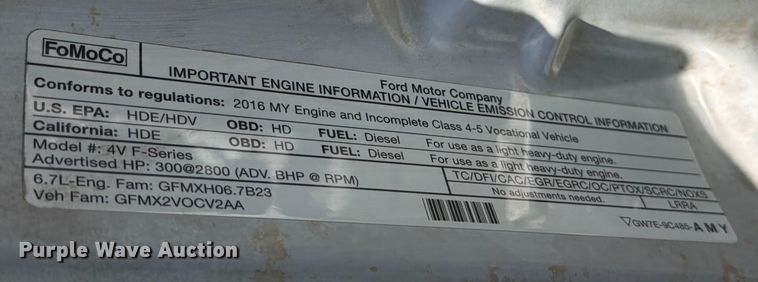 FoMoCo
Ford Motor Company
IMPORTANT ENGINE INFORMATION / VEHICLE EMISSION CONTROL INFORMATION
Conforms to regulations: 2016 MY Engine and Incomplete Class 4-5 Vocational Vehicle
U.S. EPA: HDE/HDV OBD: HD FUEL: Diesel For use as a light heavy-duty engine.
California: HDE OBD: HD FUEL: Diesel For use as a light heavy-duty engine.
Model #: 4V F-Series
Advertised HP: 300@2800 (ADV. BHP @ RPM)
TC/DFI/CAC/EGR/EGRC/OC/PTOX/SCRC/NOXS
No adjustments needed. LRRA
6.7L-Eng. Fam: GFMXH06.7B23
Veh Fam: GFMX2VOCV2AA
GW7E-9C485-AMY
Purple Wave Auction